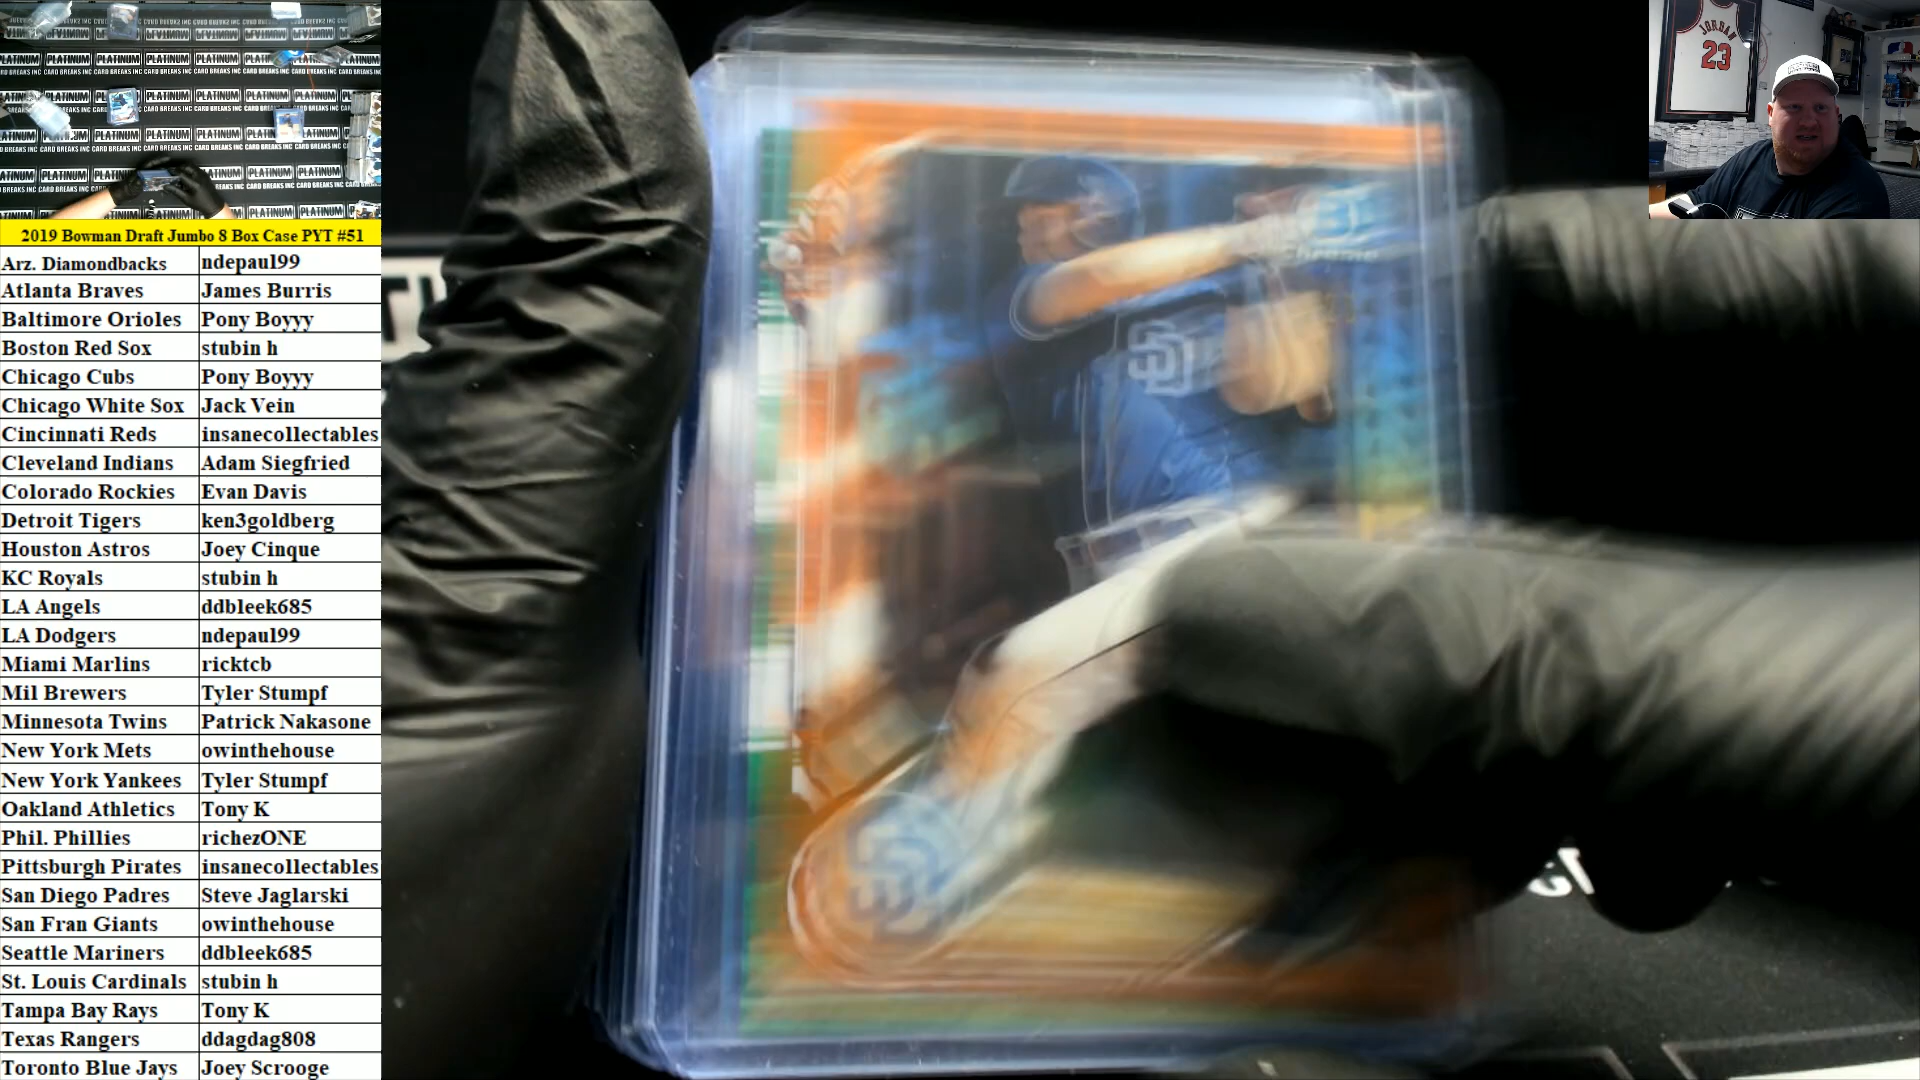 2019 Bowman Draft Jumbo 8 Box Case PYT #51
Arz. Diamondbacks ndepaul99
Atlanta Braves James Burris
Baltimore Orioles Pony Boyyy
Boston Red Sox stubin h
Chicago Cubs Pony Boyyy
Chicago White Sox Jack Vein
Cincinnati Reds insanecollectables
Cleveland Indians Adam Siegfried
Colorado Rockies Evan Davis
Detroit Tigers ken3goldberg
Houston Astros Joey Cinque
KC Royals stubin h
LA Angels ddbleek685
LA Dodgers ndepaul99
Miami Marlins ricktcb
Mil Brewers Tyler Stumpf
Minnesota Twins Patrick Nakasone
New York Mets owinthehouse
New York Yankees Tyler Stumpf
Oakland Athletics Tony K
Phil. Phillies richezONE
Pittsburgh Pirates insanecollectables
San Diego Padres Steve Jaglarski
San Fran Giants owinthehouse
Seattle Mariners ddbleek685
St. Louis Cardinals stubin h
Tampa Bay Rays Tony K
Texas Rangers ddagdag808
Toronto Blue Jays Joey Scrooge
PLATINUM
CARD BREAKS INC
JORDAN
23
SD
chrome
SD